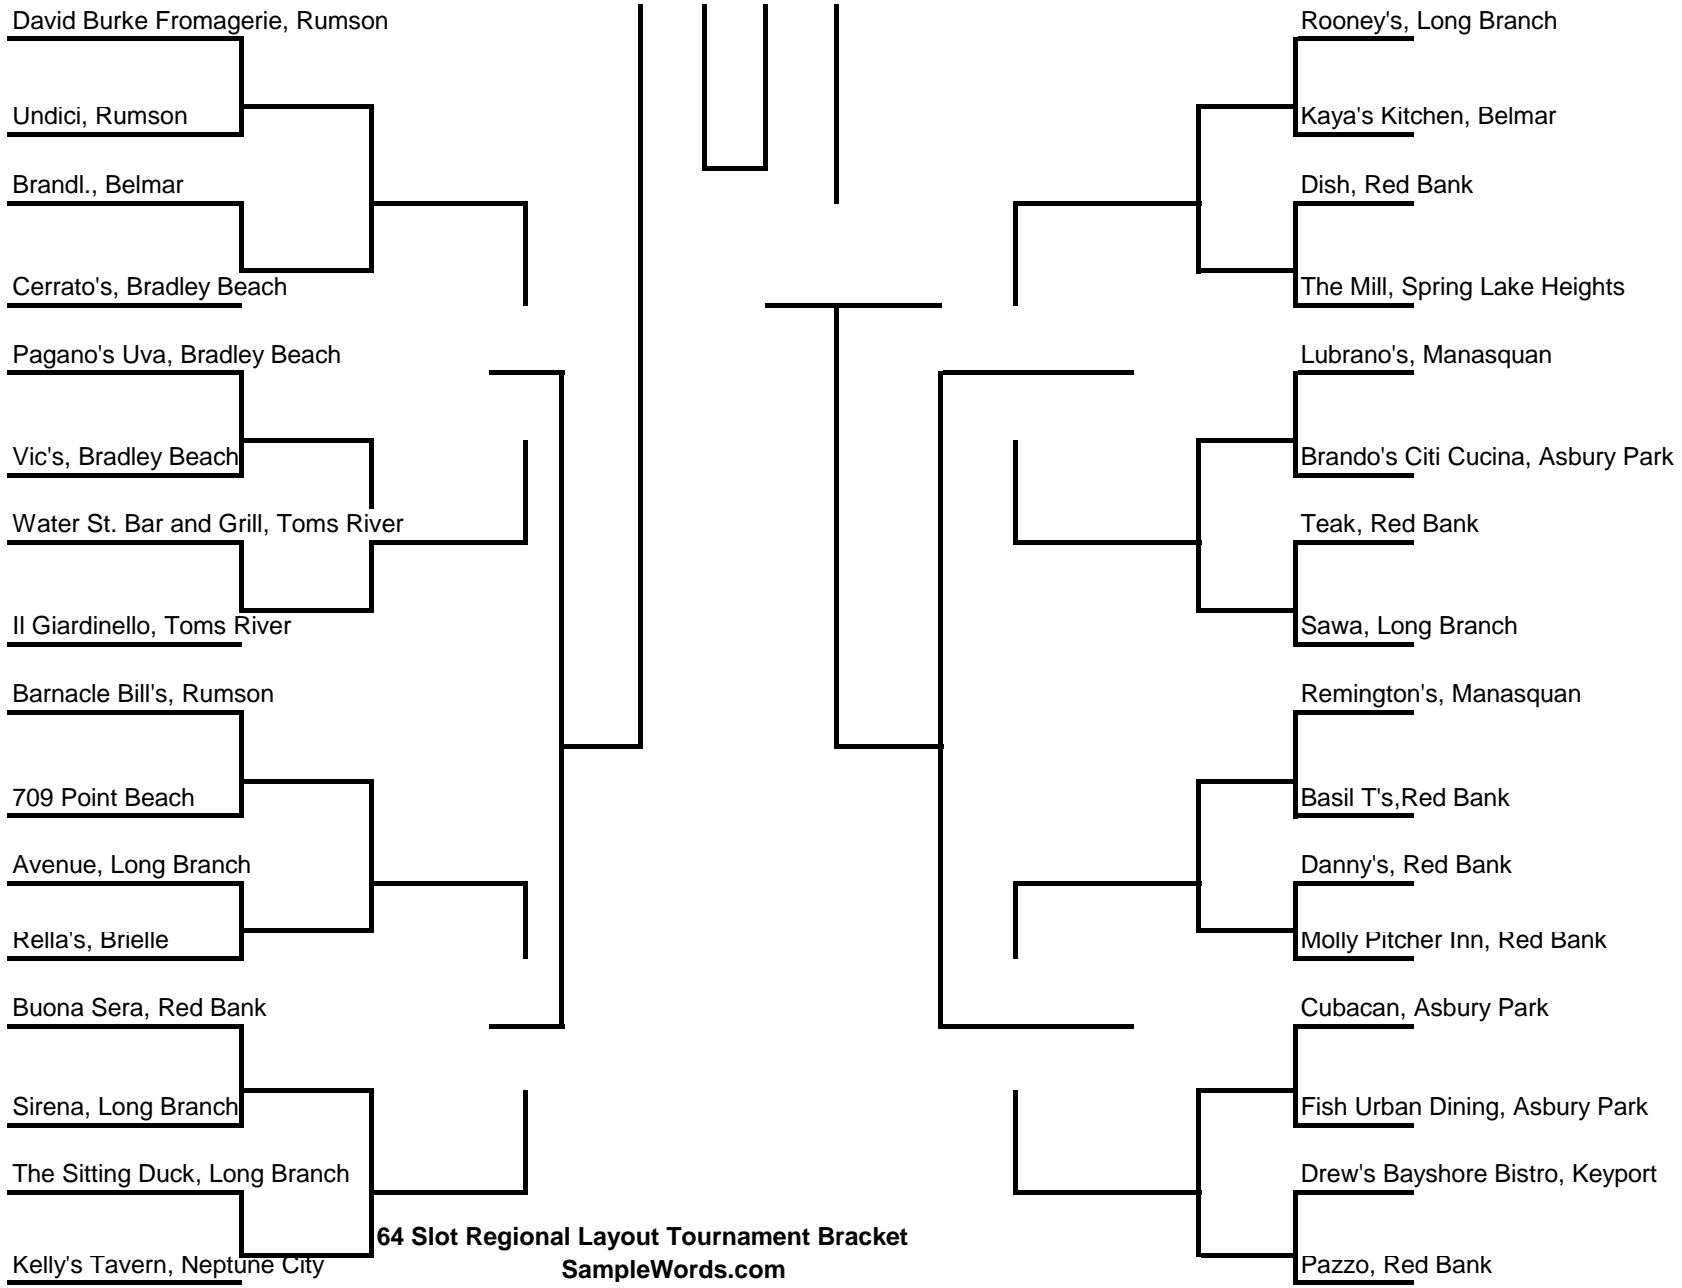 David Burke Fromagerie, Rumson
Undici, Rumson
Brandl., Belmar
Cerrato's, Bradley Beach
Pagano's Uva, Bradley Beach
Vic's, Bradley Beach
Water St. Bar and Grill, Toms River
Il Giardinello, Toms River
Barnacle Bill's, Rumson
709 Point Beach
Avenue, Long Branch
Rella's, Brielle
Buona Sera, Red Bank
Sirena, Long Branch
The Sitting Duck, Long Branch
Kelly's Tavern, Neptune City
Rooney's, Long Branch
Kaya's Kitchen, Belmar
Dish, Red Bank
The Mill, Spring Lake Heights
Lubrano's, Manasquan
Brando's Citi Cucina, Asbury Park
Teak, Red Bank
Sawa, Long Branch
Remington's, Manasquan
Basil T's,Red Bank
Danny's, Red Bank
Molly Pitcher Inn, Red Bank
Cubacan, Asbury Park
Fish Urban Dining, Asbury Park
Drew's Bayshore Bistro, Keyport
Pazzo, Red Bank
64 Slot Regional Layout Tournament Bracket
SampleWords.com